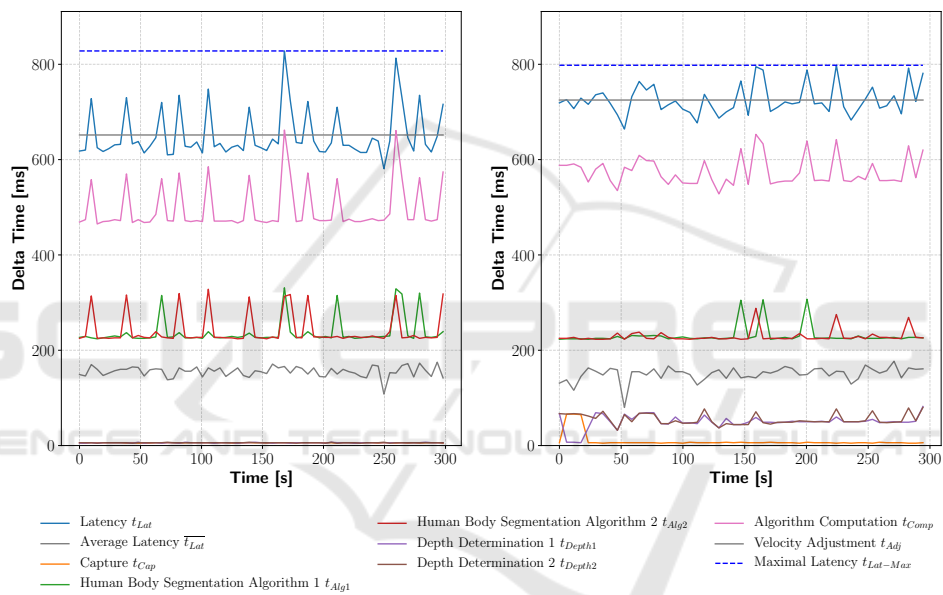 800
600
400
200
0
Delta Time [ms]
0 50 100 150 200 250 300
Time [s]
800
600
400
200
0
Delta Time [ms]
0 50 100 150 200 250 300
Time [s]
Latency t_Lat
Average Latency t_Lat
Capture t_Cap
Human Body Segmentation Algorithm 1 t_Alg1
Human Body Segmentation Algorithm 2 t_Alg2
Depth Determination 1 t_Depth1
Depth Determination 2 t_Depth2
Algorithm Computation t_Comp
Velocity Adjustment t_Adj
Maximal Latency t_Lat−Max